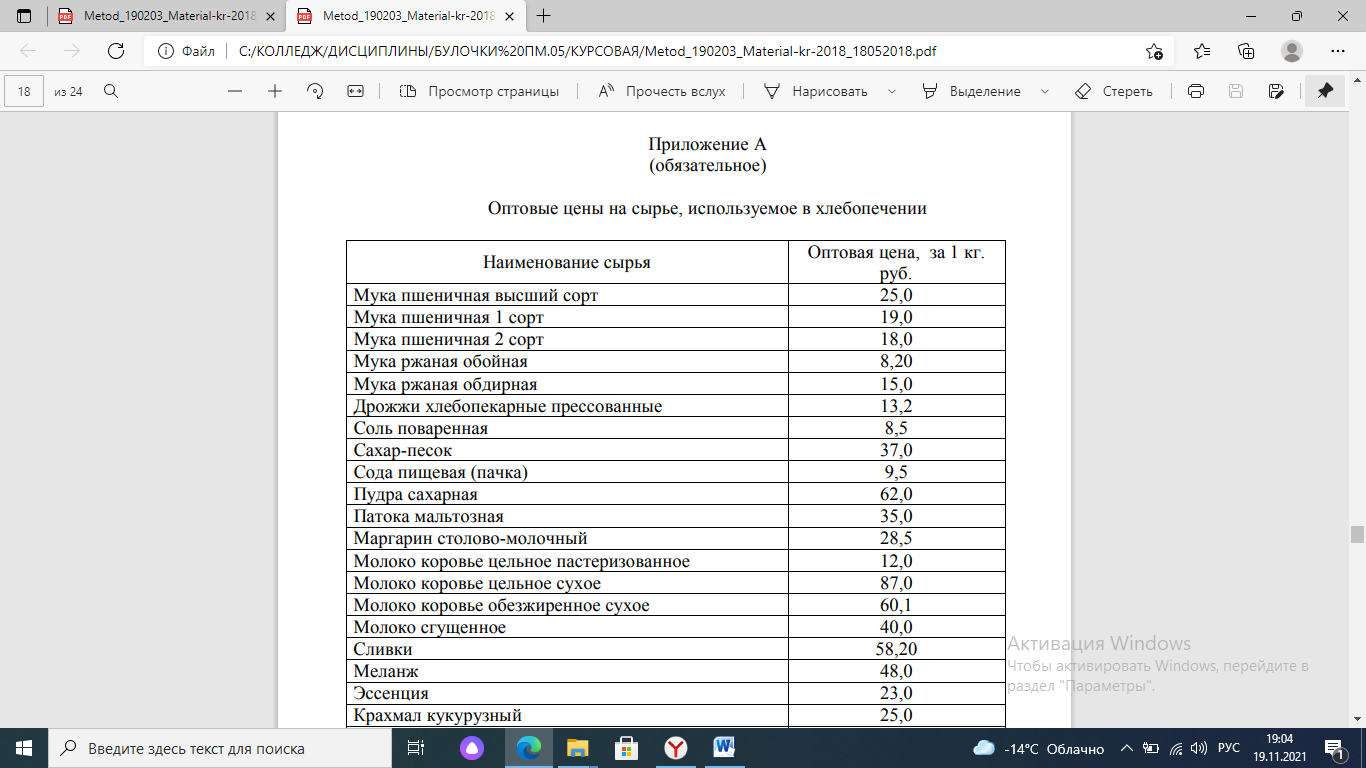 Metod_190203_Material-kr-2018
Metod_190203_Material-kr-2018
Файл
C:/КОЛЛЕДЖ/ДИСЦИПЛИНЫ/БУЛОЧКИ%20ПМ.05/КУРСОВАЯ/Metod_190203_Material-kr-2018_18052018.pdf
18 из 24
Просмотр страницы
Прочесть вслух
Нарисовать
Выделение
Стереть
Приложение А
(обязательное)
Оптовые цены на сырье, используемое в хлебопечении
Наименование сырья
Оптовая цена, за 1 кг.
руб.
Мука пшеничная высший сорт 25,0
Мука пшеничная 1 сорт 19,0
Мука пшеничная 2 сорт 18,0
Мука ржаная обойная 8,20
Мука ржаная обдирная 15,0
Дрожжи хлебопекарные прессованные 13,2
Соль поваренная 8,5
Сахар-песок 37,0
Сода пищевая (пачка) 9,5
Пудра сахарная 62,0
Патока мальтозная 35,0
Маргарин столово-молочный 28,5
Молоко коровье цельное пастеризованное 12,0
Молоко коровье цельное сухое 87,0
Молоко коровье обезжиренное сухое 60,1
Молоко сгущенное 40,0
Сливки 58,20
Меланж 48,0
Эссенция 23,0
Крахмал кукурузный 25,0
Активация Windows
Чтобы активировать Windows, перейдите в
раздел "Параметры".
Введите здесь текст для поиска
-14°C Облачно
РУС
19:04
19.11.2021
1